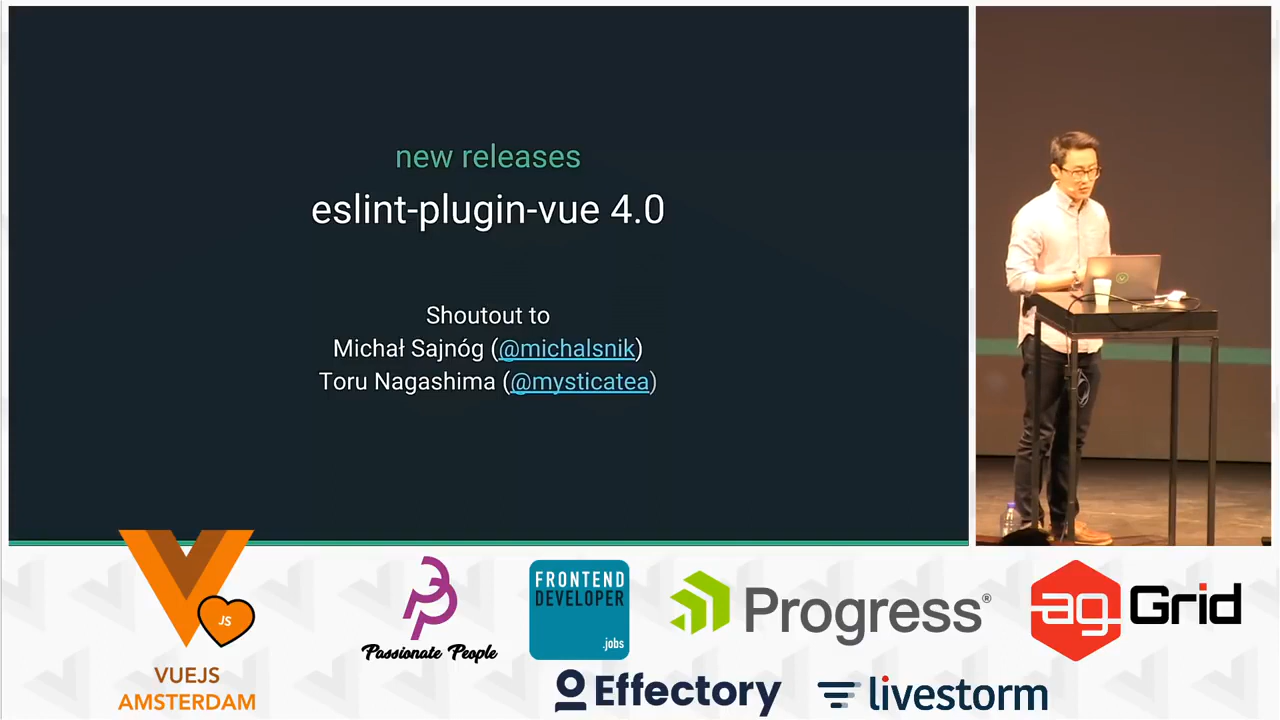 new releases
eslint-plugin-vue 4.0
Shoutout to
Michał Sajnóg (@michalsnik)
Toru Nagashima (@mysticatea)
JS
VUEJS
AMSTERDAM
Passionate People
FRONTEND
DEVELOPER
.jobs
Progress®
ag Grid
Effectory
livestorm